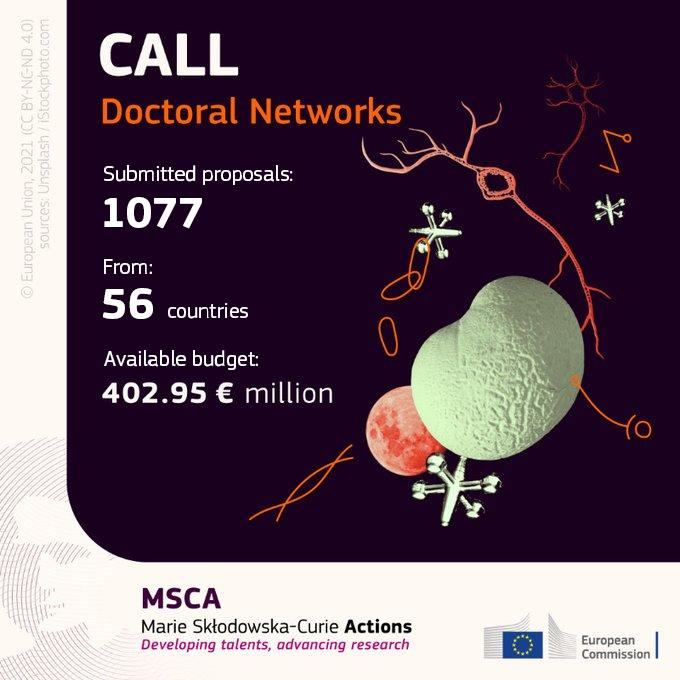 CALL
Doctoral Networks
Submitted proposals:
1077
From:
56 countries
Available budget:
402.95 € million
© European Union, 2021 (CC BY-NC-ND 4.0)
sources: Unsplash / iStockphoto.com
MSCA
Marie Skłodowska-Curie Actions
Developing talents, advancing research
European
Commission